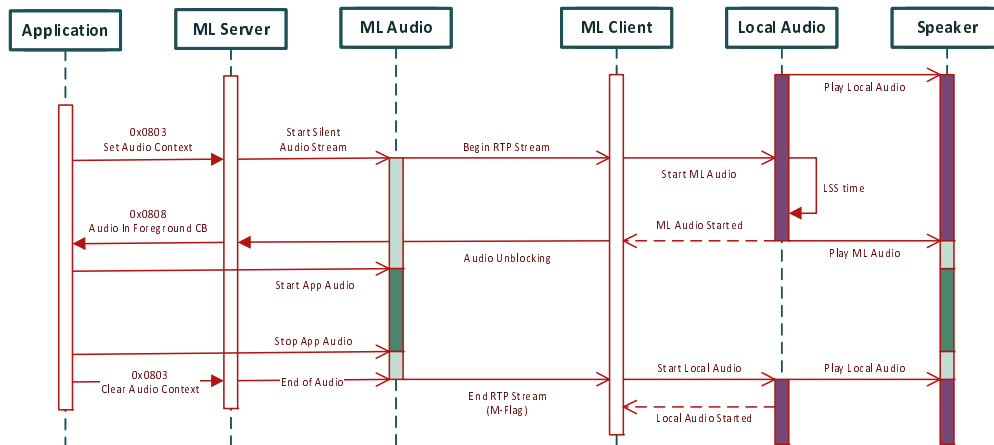 Application
ML Server
ML Audio
ML Client
Local Audio
Speaker
Play Local Audio
0x0803
Set Audio Context
Start Silent
Audio Stream
Begin RTP Stream
Start ML Audio
LSS time
0x0808
Audio In Foreground CB
ML Audio Started
Audio Unblocking
Play ML Audio
Start App Audio
Stop App Audio
0x0803
Clear Audio Context
End of Audio
End RTP Stream
(M-Flag)
Start Local Audio
Play Local Audio
Local Audio Started